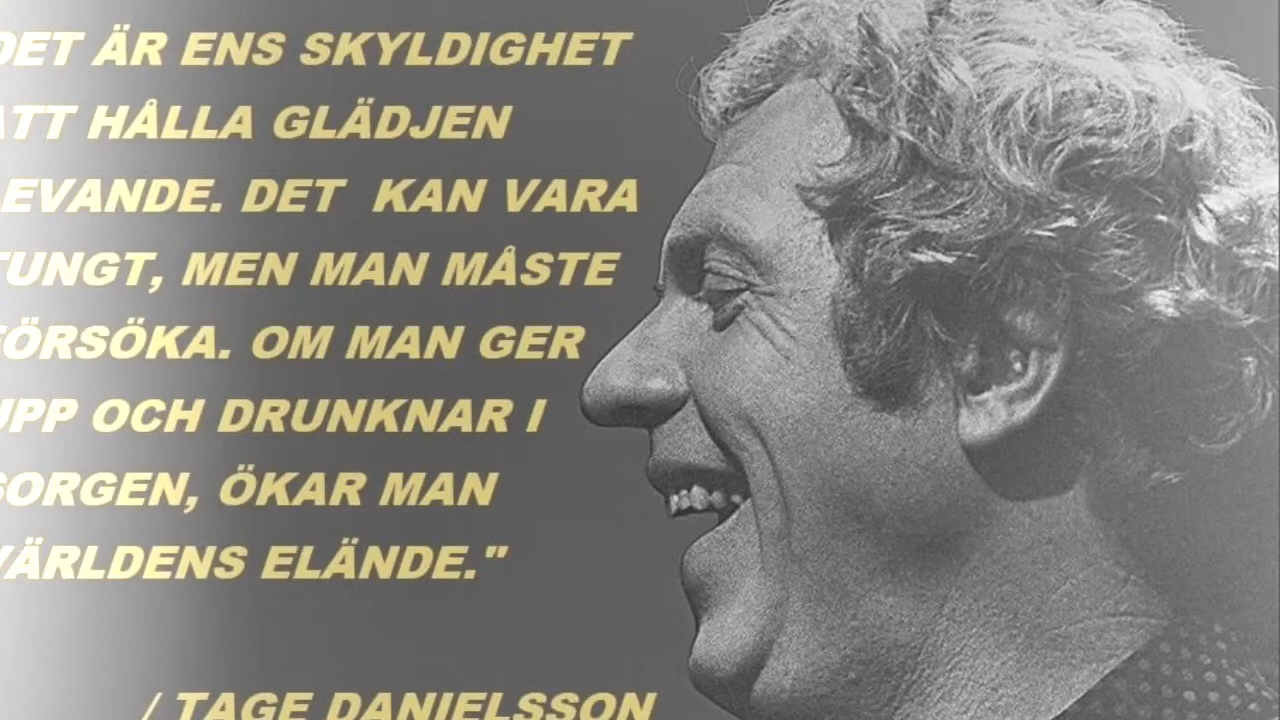 DET ÄR ENS SKYLDIGHET
ATT HÅLLA GLÄDJEN
LEVANDE. DET KAN VARA
TUNGT, MEN MAN MÅSTE
FÖRSÖKA. OM MAN GER
UPP OCH DRUNKNAR I
SORGEN, ÖKAR MAN
VÄRLDENS ELÄNDE."
/ TAGE DANIELSSON